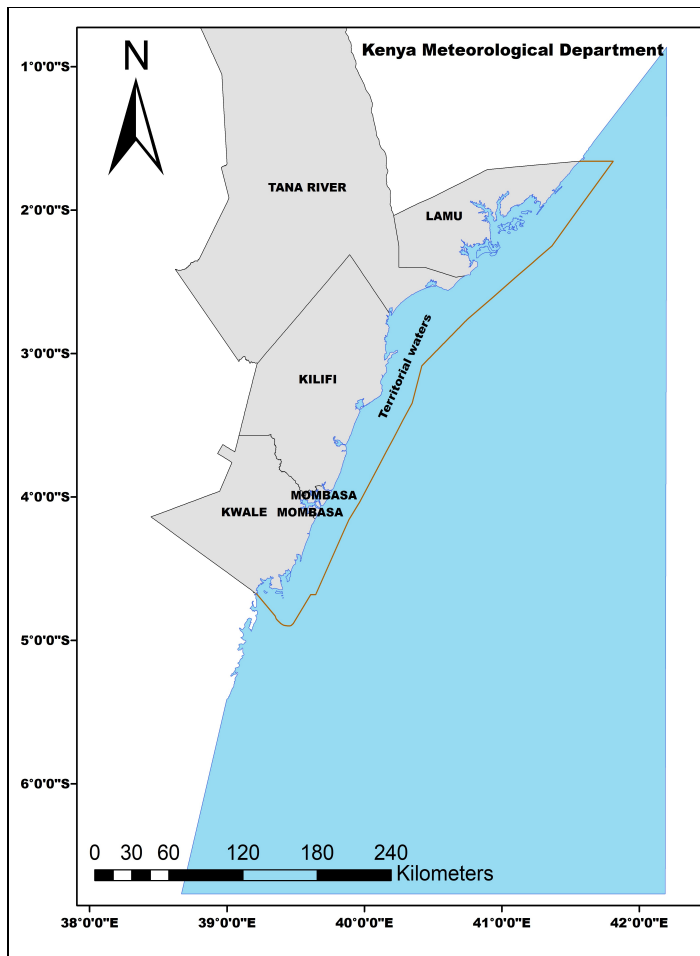 Kenya Meteorological Department
N
1°0'0"S
2°0'0"S
3°0'0"S
4°0'0"S
5°0'0"S
6°0'0"S
TANA RIVER
LAMU
Territorial waters
KILIFI
MOMBASA
KWALE MOMBASA
0 30 60 120 180 240
Kilometers
38°0'0"E 39°0'0"E 40°0'0"E 41°0'0"E 42°0'0"E